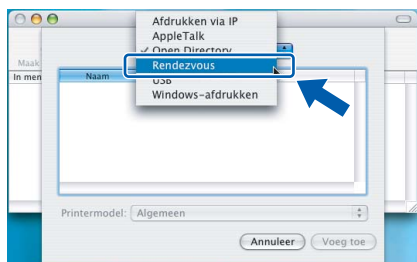 Afdrukken via IP
AppleTalk
✓ Open Directory
Rendezvous
USB
Windows-afdrukken
Maak
In men
Naam
Printermodel: Algemeen
Annuleer
Voeg toe